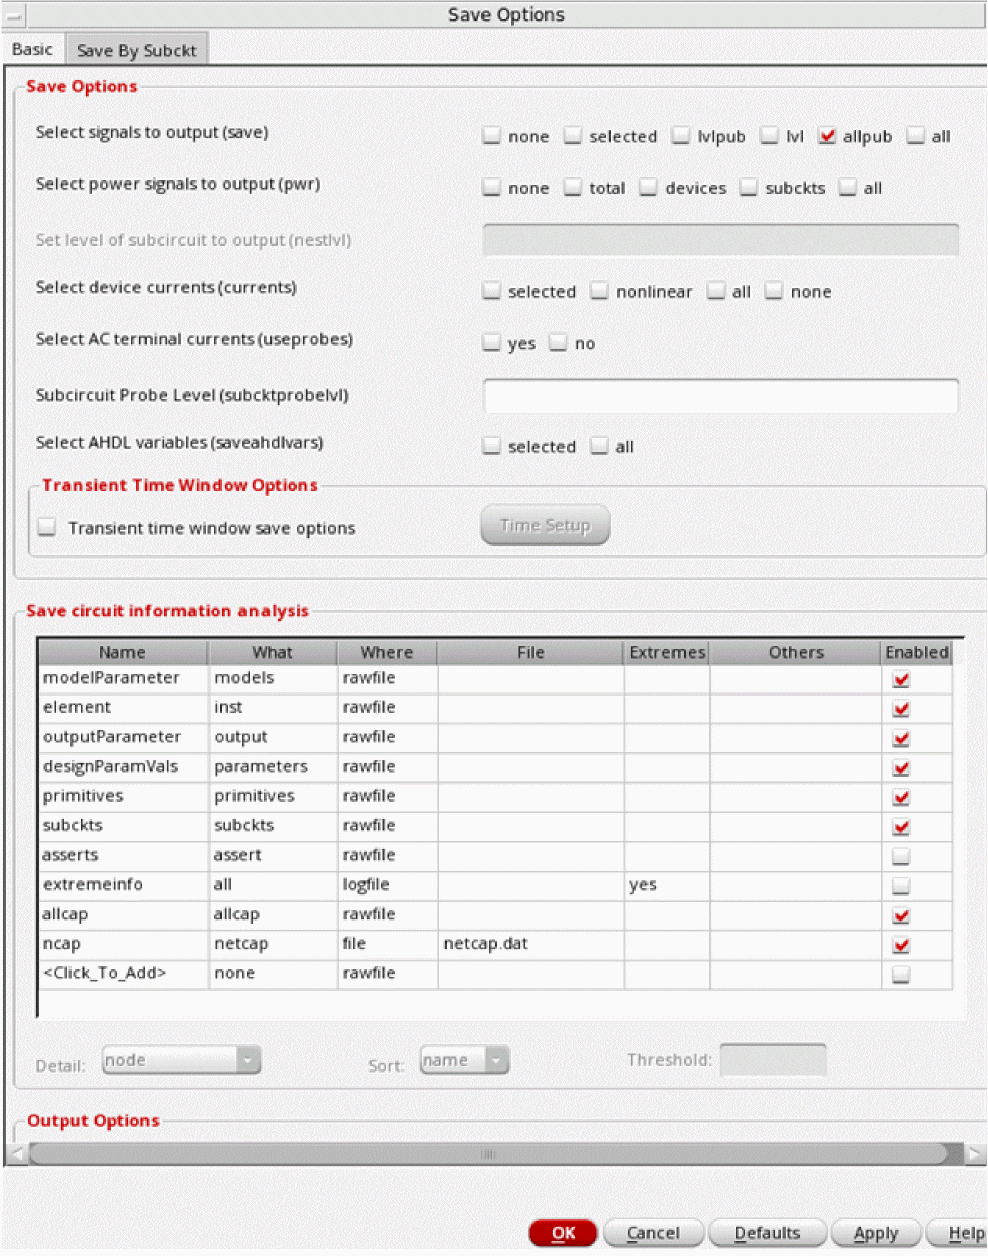 Save Options
Basic Save By Subckt
Save Options
Select signals to output (save) none selected lvlpub lvl allpub all
Select power signals to output (pwr) none total devices subckts all
Set level of subcircuit to output (nestlvl)
Select device currents (currents) selected nonlinear all none
Select AC terminal currents (useprobes) yes no
Subcircuit Probe Level (subcktprobelvl)
Select AHDL variables (saveahdlvars) selected all
Transient Time Window Options
Transient time window save options Time Setup
Save circuit information analysis
Name What Where File Extremes Others Enabled
modelParameter models rawfile
element inst rawfile
outputParameter output rawfile
designParamVals parameters rawfile
primitives primitives rawfile
subckts subckts rawfile
asserts assert rawfile
extremeinfo all logfile yes
allcap allcap rawfile
ncap netcap file netcap.dat
<Click_To_Add> none rawfile
Detail: node Sort: name Threshold:
Output Options
OK Cancel Defaults Apply Help